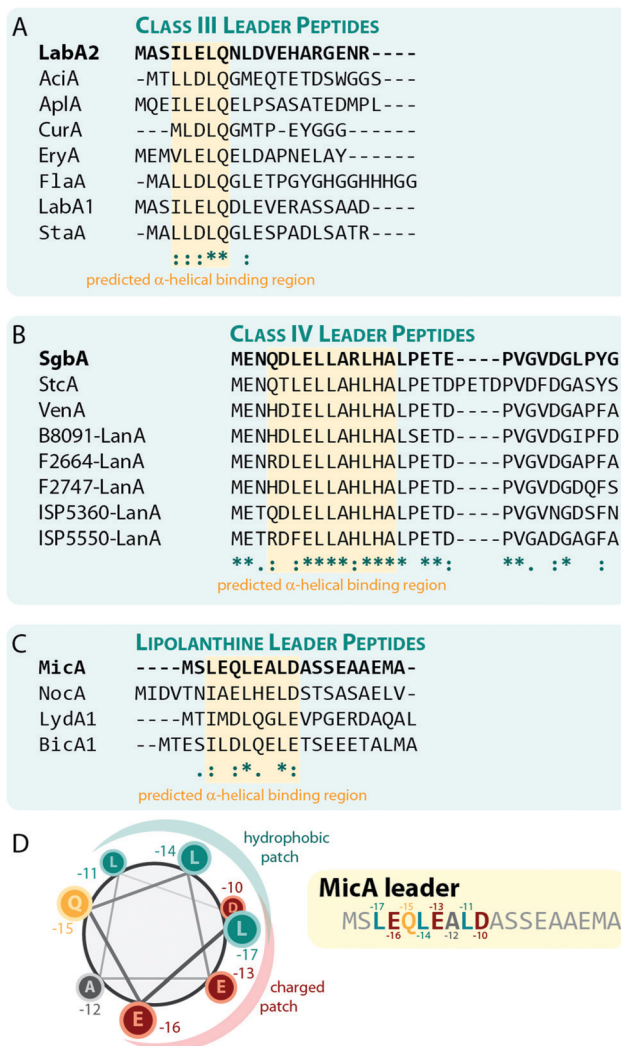 A CLASS III LEADER PEPTIDES
LabA2 MASILELQNLDVEHARGENR----
AciA -MTLLDLQGMEQTETDSWGGS---
AplA MQEILELQELPSASATEDMPL---
CurA ---MLDLQGMTP-EYGGG------
EryA MEMVLELQELDAPNELAY------
FlaA -MALLDLQGLETPGYGHGGHHHGG
LabA1 MASILELQDLEVERASSAAD----
StaA -MALLDLQGLESPADLSATR----
:::** :
predicted α-helical binding region
B CLASS IV LEADER PEPTIDES
SgbA MENQDLELLARLHALPETE----PVGVDGLPYG
StcA MENQTLELLAHLHALPETDPETDPVDFDGASYS
VenA MENHDIELLAHLHALPETD----PVGVDGAPFA
B8091-LanA MENHDLELLAHLHALSETD----PVGVDGIPFD
F2664-LanA MENRDLELLAHLHALPETD----PVGVDGAPFA
F2747-LanA MENHDLELLAHLHALPETD----PVGVDGDQFS
ISP5360-LanA METQDLELLAHLHALPETD----PVGVNGDSFN
ISP5550-LanA METRDFELLAHLHALPETD----PVGADGAGFA
**.: :****:**** **: **. :* :
predicted α-helical binding region
C LIPOLANTHINE LEADER PEPTIDES
MicA ----MSLEQLEALDASSEAAEMA-
NocA MIDVTNIAELHELDSTSASAELV-
LydA1 ----MTIMDLQGLEVPGERDAQAL
BicA1 --MTESILDLQELETSEEETALMA
.: :*. *:
predicted α-helical binding region
D
hydrophobic
patch
-14 L
L
-11
-10
D
Q
-15
L
-17
-13
E
A
-12
E
-16
charged
patch
MicA leader
-17 -15 -13 -11
MSLEQLEALDASSEAAEMA
-16 -14 -12 -10